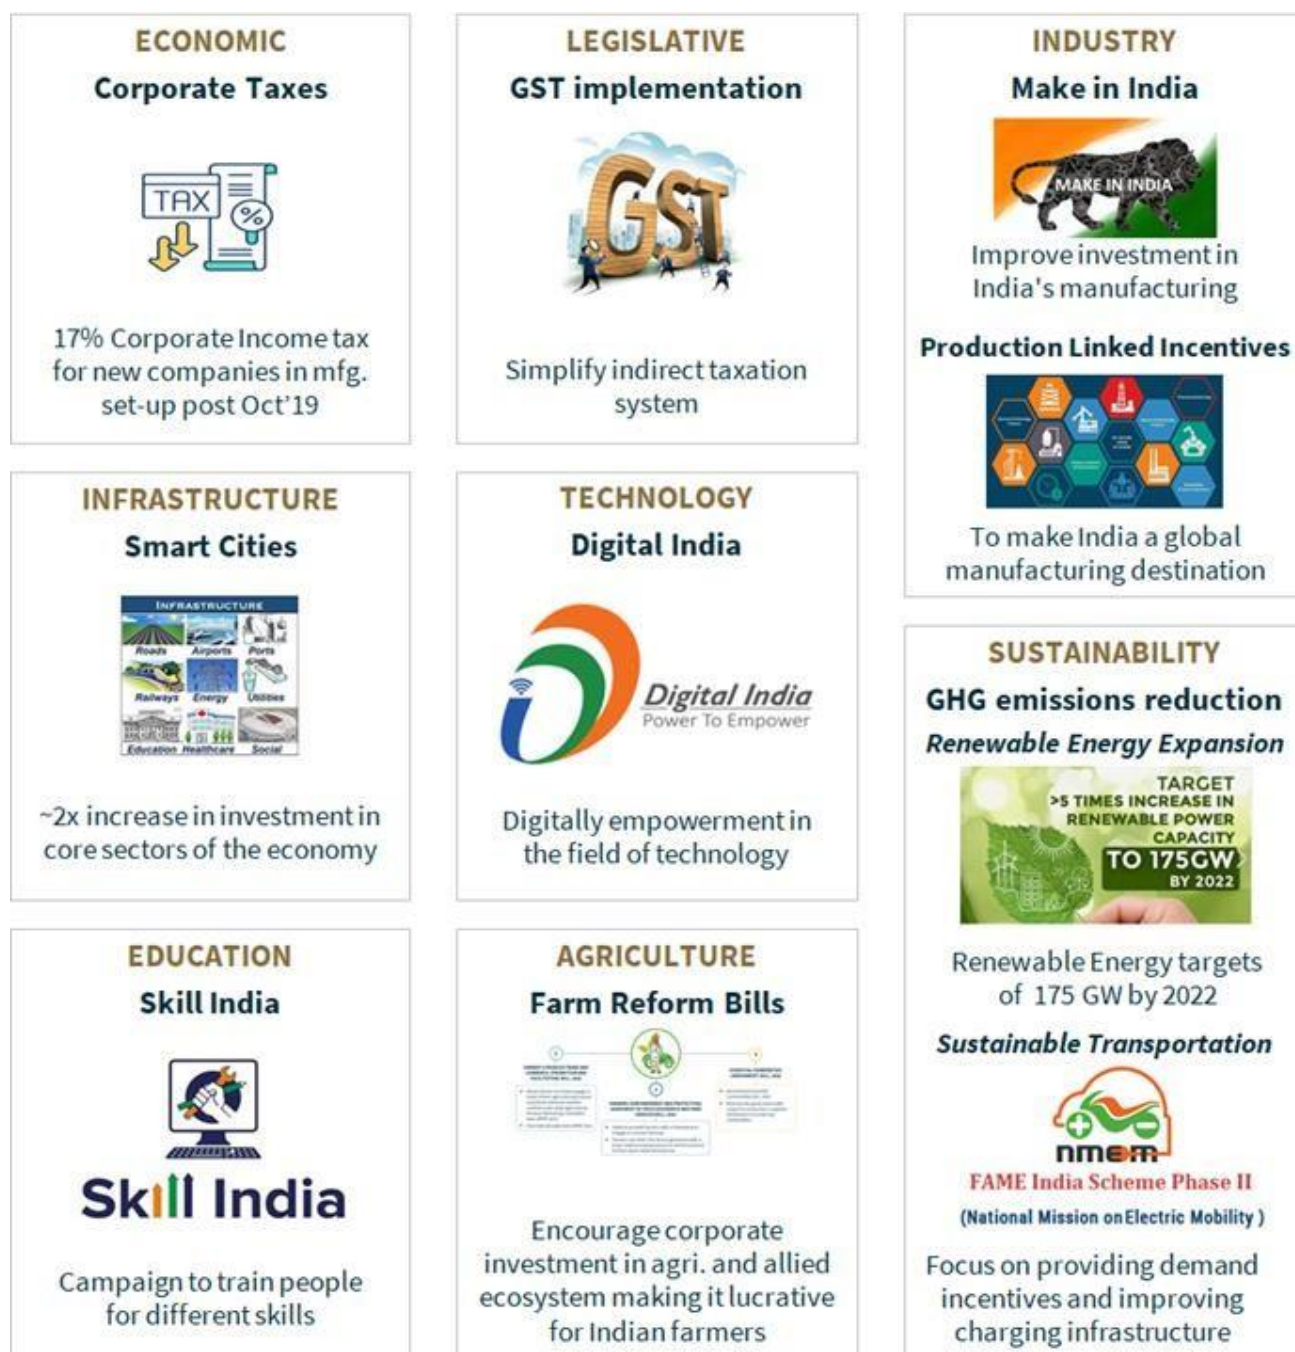 ECONOMIC
Corporate Taxes
TAX
%
17% Corporate Income tax
for new companies in mfg.
set-up post Oct'19
LEGISLATIVE
GST implementation
GST
Simplify indirect taxation
system
INDUSTRY
Make in India
MAKE IN INDIA
Improve investment in
India's manufacturing
Production Linked Incentives
To make India a global
manufacturing destination
INFRASTRUCTURE
Smart Cities
INFRASTRUCTURE
Roads Airports Ports
Railways Energy Utilities
Education Healthcare Social
~2x increase in investment in
core sectors of the economy
TECHNOLOGY
Digital India
Digital India
Power To Empower
Digitally empowerment in
the field of technology
SUSTAINABILITY
GHG emissions reduction
Renewable Energy Expansion
TARGET
>5 TIMES INCREASE IN
RENEWABLE POWER
CAPACITY
TO 175GW
BY 2022
Renewable Energy targets
of 175 GW by 2022
Sustainable Transportation
nmem
FAME India Scheme Phase II
(National Mission on Electric Mobility )
Focus on providing demand
incentives and improving
charging infrastructure
EDUCATION
Skill India
Skill India
Campaign to train people
for different skills
AGRICULTURE
Farm Reform Bills
Encourage corporate
investment in agri. and allied
ecosystem making it lucrative
for Indian farmers